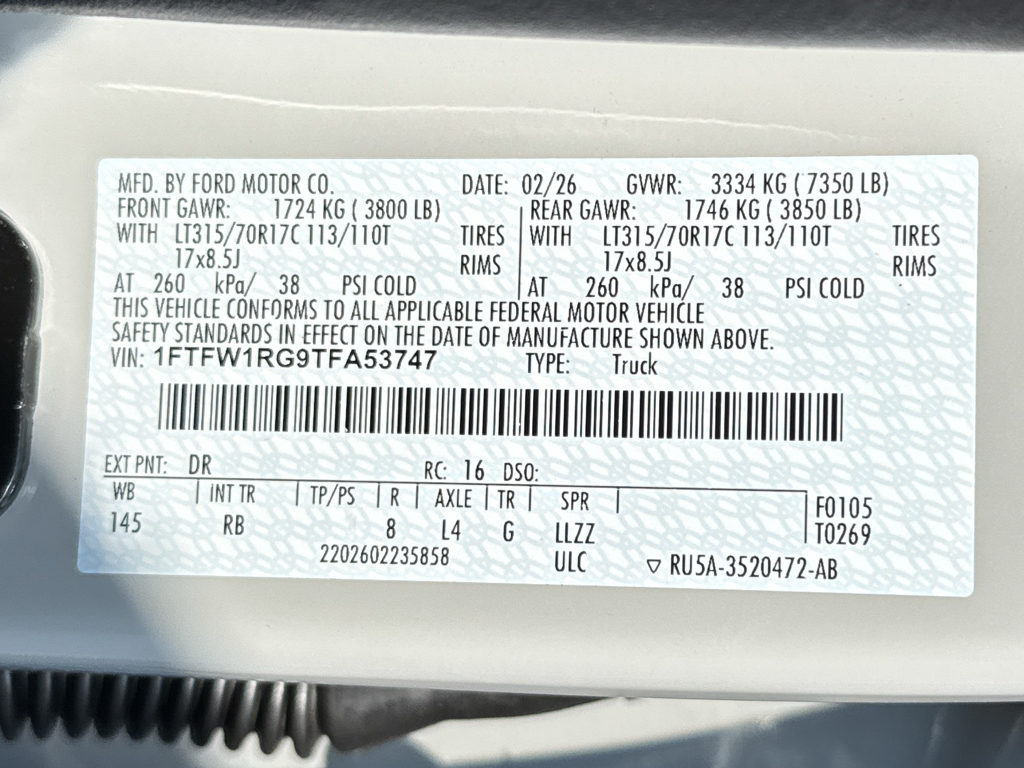 MFD. BY FORD MOTOR CO. DATE: 02/26 GVWR: 3334 KG ( 7350 LB)
FRONT GAWR: 1724 KG ( 3800 LB) REAR GAWR: 1746 KG ( 3850 LB)
WITH LT315/70R17C 113/110T TIRES WITH LT315/70R17C 113/110T TIRES
17x8.5J RIMS 17x8.5J RIMS
AT 260 kPa/ 38 PSI COLD AT 260 kPa/ 38 PSI COLD
THIS VEHICLE CONFORMS TO ALL APPLICABLE FEDERAL MOTOR VEHICLE
SAFETY STANDARDS IN EFFECT ON THE DATE OF MANUFACTURE SHOWN ABOVE.
VIN: 1FTFW1RG9TFA53747 TYPE: Truck
EXT PNT: DR RC: 16 DSO:
WB INT TR TP/PS R AXLE TR SPR F0105
145 RB 8 L4 G LLZZ T0269
2202602235858 ULC ▽ RU5A-3520472-AB